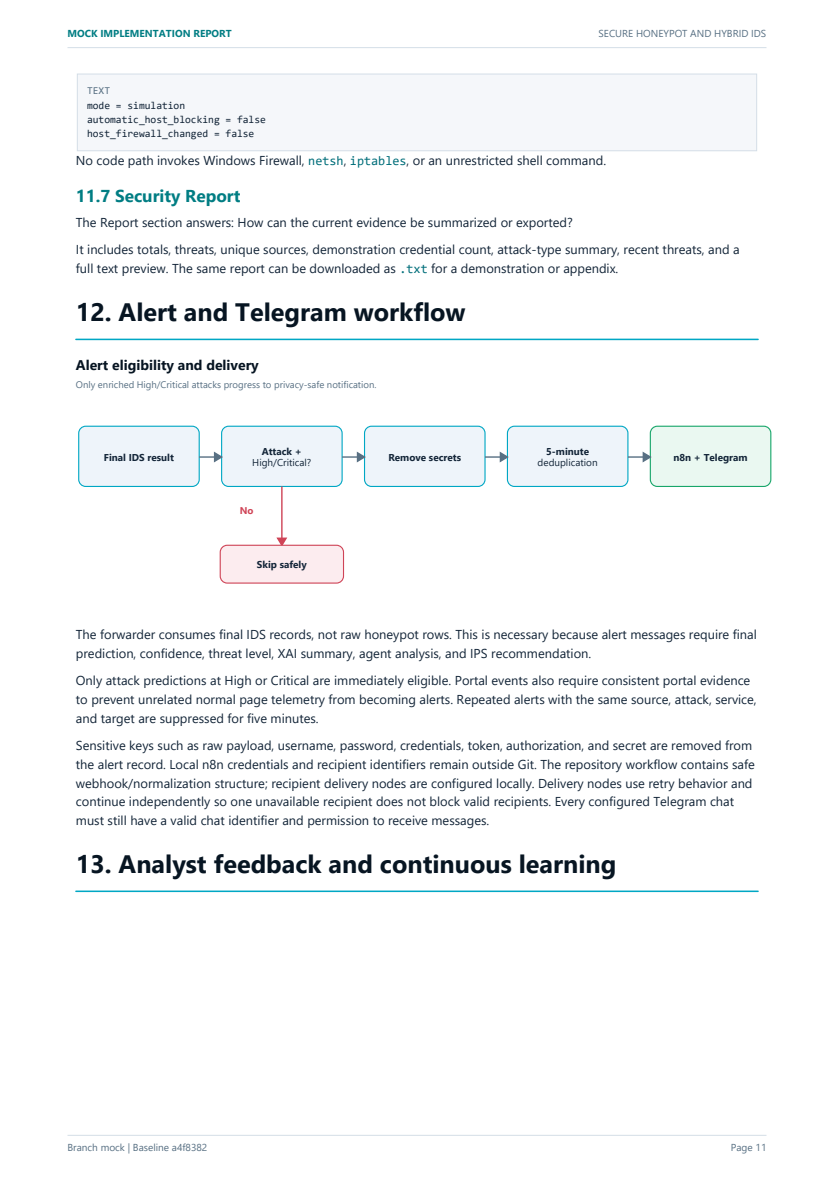 MOCK IMPLEMENTATION REPORT
SECURE HONEYPOT AND HYBRID IDS
TEXT
mode = simulation
automatic_host_blocking = false
host_firewall_changed = false
No code path invokes Windows Firewall, netsh, iptables, or an unrestricted shell command.
11.7 Security Report
The Report section answers: How can the current evidence be summarized or exported?
It includes totals, threats, unique sources, demonstration credential count, attack-type summary, recent threats, and a
full text preview. The same report can be downloaded as .txt for a demonstration or appendix.
12. Alert and Telegram workflow
Alert eligibility and delivery
Only enriched High/Critical attacks progress to privacy-safe notification.
Final IDS result
Attack +
High/Critical?
Remove secrets
5-minute
deduplication
n8n + Telegram
No
Skip safely
The forwarder consumes final IDS records, not raw honeypot rows. This is necessary because alert messages require final
prediction, confidence, threat level, XAI summary, agent analysis, and IPS recommendation.
Only attack predictions at High or Critical are immediately eligible. Portal events also require consistent portal evidence
to prevent unrelated normal page telemetry from becoming alerts. Repeated alerts with the same source, attack, service,
and target are suppressed for five minutes.
Sensitive keys such as raw payload, username, password, credentials, token, authorization, and secret are removed from
the alert record. Local n8n credentials and recipient identifiers remain outside Git. The repository workflow contains safe
webhook/normalization structure; recipient delivery nodes are configured locally. Delivery nodes use retry behavior and
continue independently so one unavailable recipient does not block valid recipients. Every configured Telegram chat
must still have a valid chat identifier and permission to receive messages.
13. Analyst feedback and continuous learning
Branch mock | Baseline a4f8382
Page 11